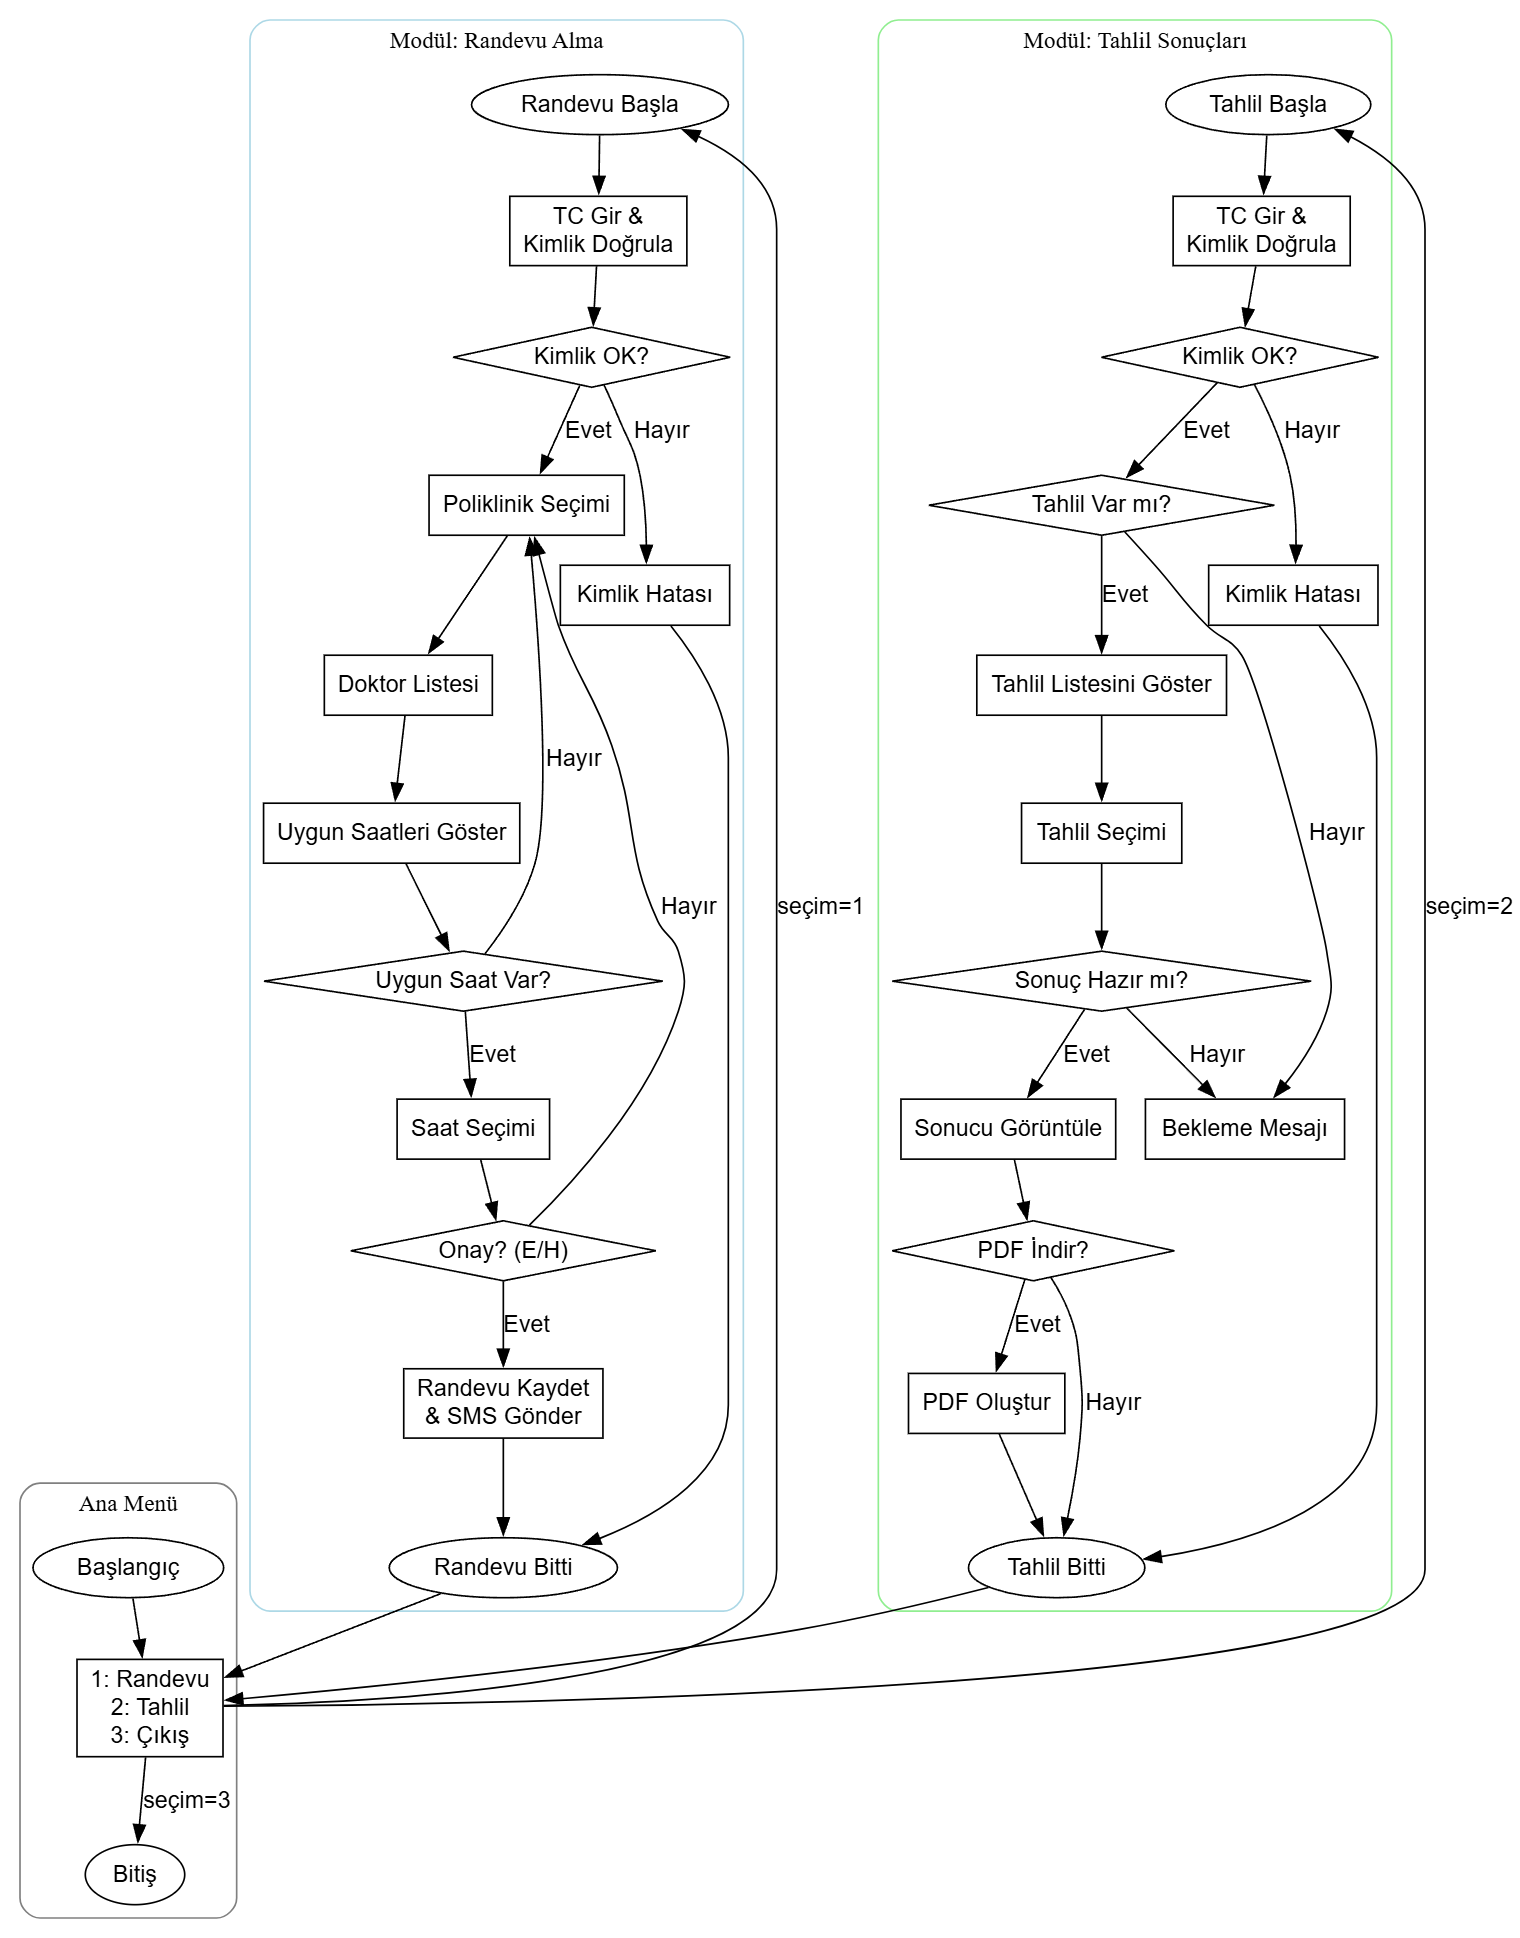 Modül: Randevu Alma
Randevu Başla
TC Gir &
Kimlik Doğrula
Kimlik OK?
Evet
Hayır
Poliklinik Seçimi
Kimlik Hatası
Doktor Listesi
Hayır
Uygun Saatleri Göster
Hayır
Uygun Saat Var?
Evet
Saat Seçimi
Onay? (E/H)
Evet
Randevu Kaydet
& SMS Gönder
Randevu Bitti
seçim=1
Modül: Tahlil Sonuçları
Tahlil Başla
TC Gir &
Kimlik Doğrula
Kimlik OK?
Evet
Hayır
Tahlil Var mı?
Kimlik Hatası
Evet
Tahlil Listesini Göster
Tahlil Seçimi
Hayır
Sonuç Hazır mı?
Evet
Hayır
Sonucu Görüntüle
Bekleme Mesajı
PDF İndir?
Evet
PDF Oluştur
Hayır
Tahlil Bitti
seçim=2
Ana Menü
Başlangıç
1: Randevu
2: Tahlil
3: Çıkış
seçim=3
Bitiş